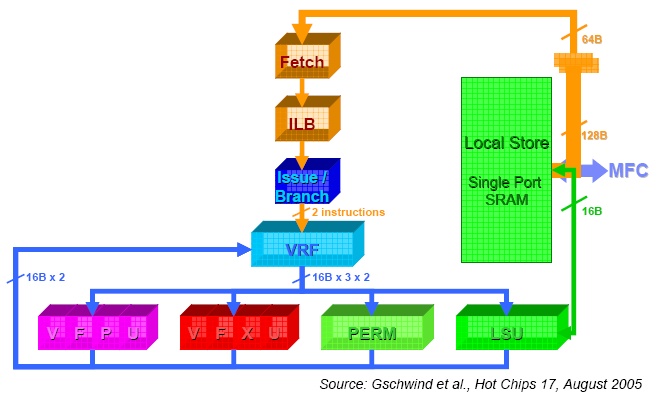 64B
Fetch
128B
ILB
Local Store
Single Port
SRAM
MFC
Issue /
Branch
16B
2 instructions
VRF
16B x 2
16B x 3 x 2
V F P U
V F X U
PERM
LSU
Source: Gschwind et al., Hot Chips 17, August 2005